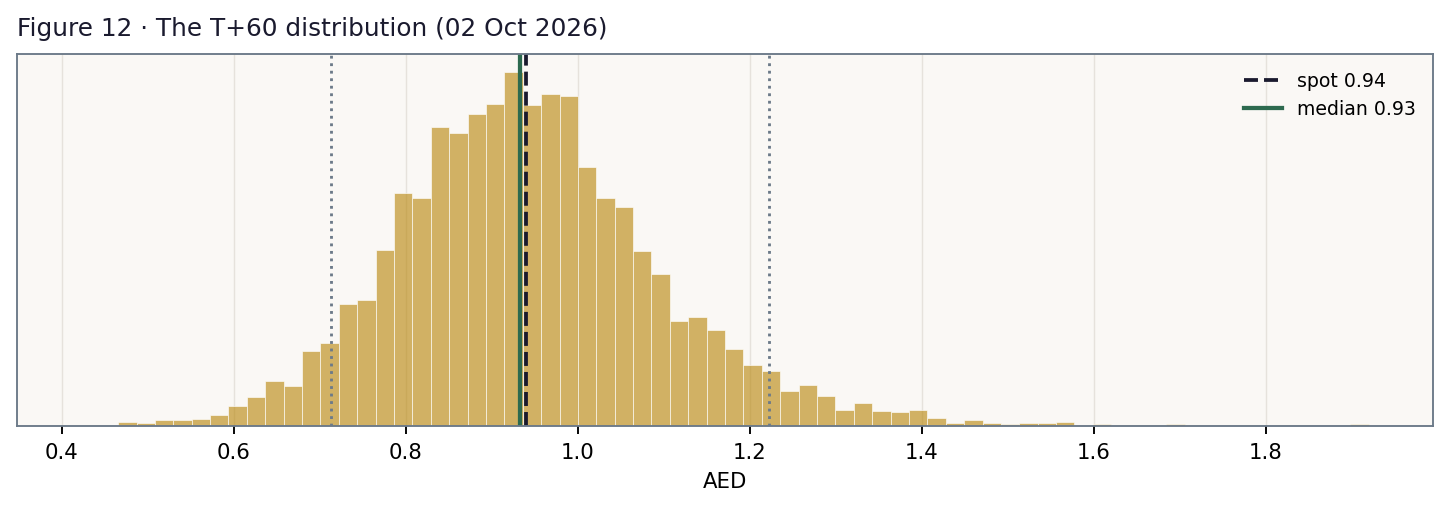 Figure 12 · The T+60 distribution (02 Oct 2026)
spot 0.94
median 0.93
0.4 0.6 0.8 1.0 1.2 1.4 1.6 1.8
AED